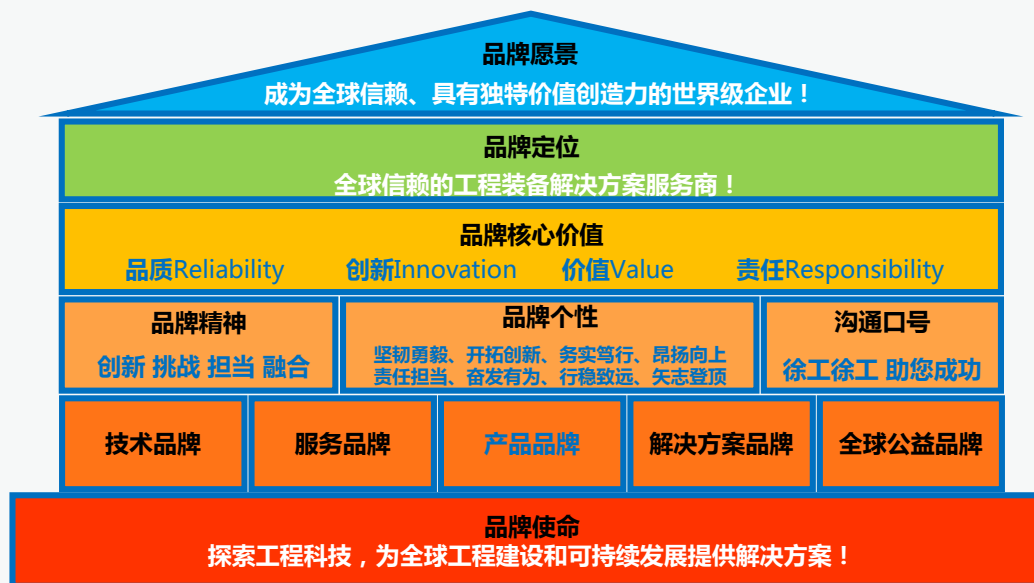 品牌愿景
成为全球信赖、具有独特价值创造力的世界级企业！
品牌定位
全球信赖的工程装备解决方案服务商！
品牌核心价值
品质Reliability 创新Innovation 价值Value 责任Responsibility
品牌精神
创新 挑战 担当 融合
品牌个性
坚韧勇毅、开拓创新、务实笃行、昂扬向上
责任担当、奋发有为、行稳致远、矢志登顶
沟通口号
徐工徐工 助您成功
技术品牌
服务品牌
产品品牌
解决方案品牌
全球公益品牌
品牌使命
探索工程科技，为全球工程建设和可持续发展提供解决方案！